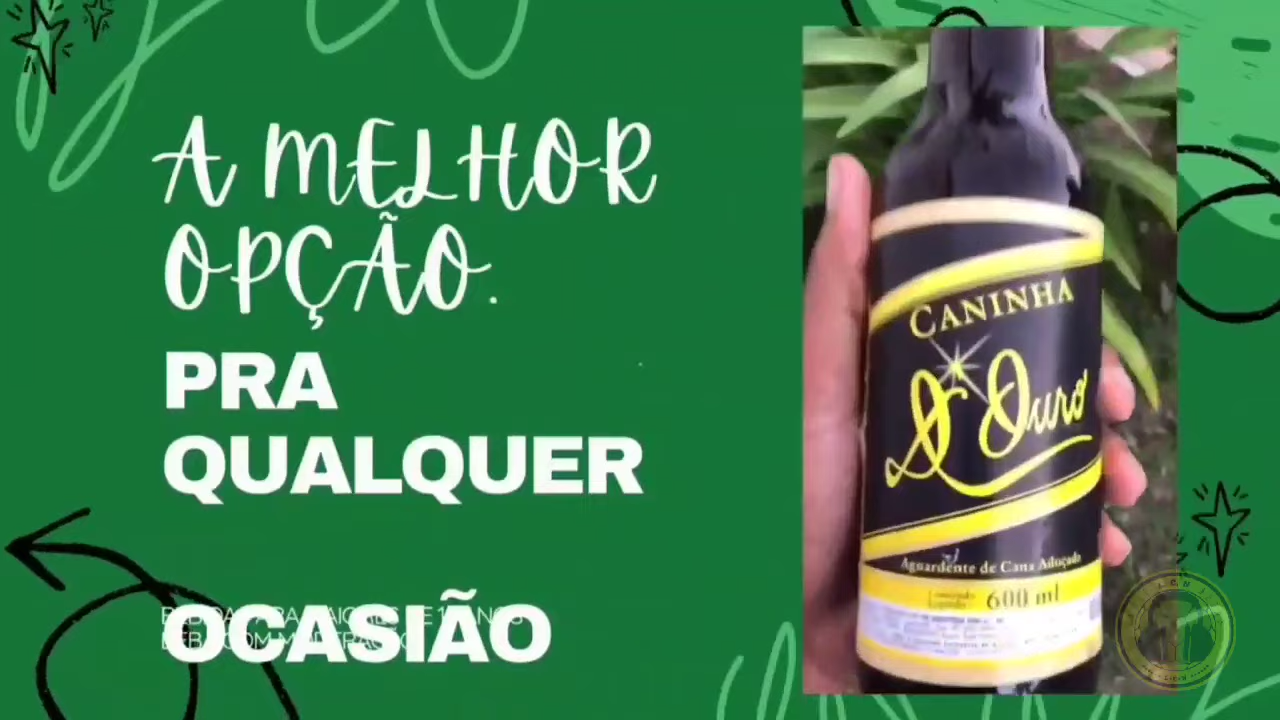 A MELHOR
OPÇÃO.
PRA
QUALQUER
OCASIÃO
CANINHA
D'Ouro
Aguardente de Cana Adoçada
600 ml